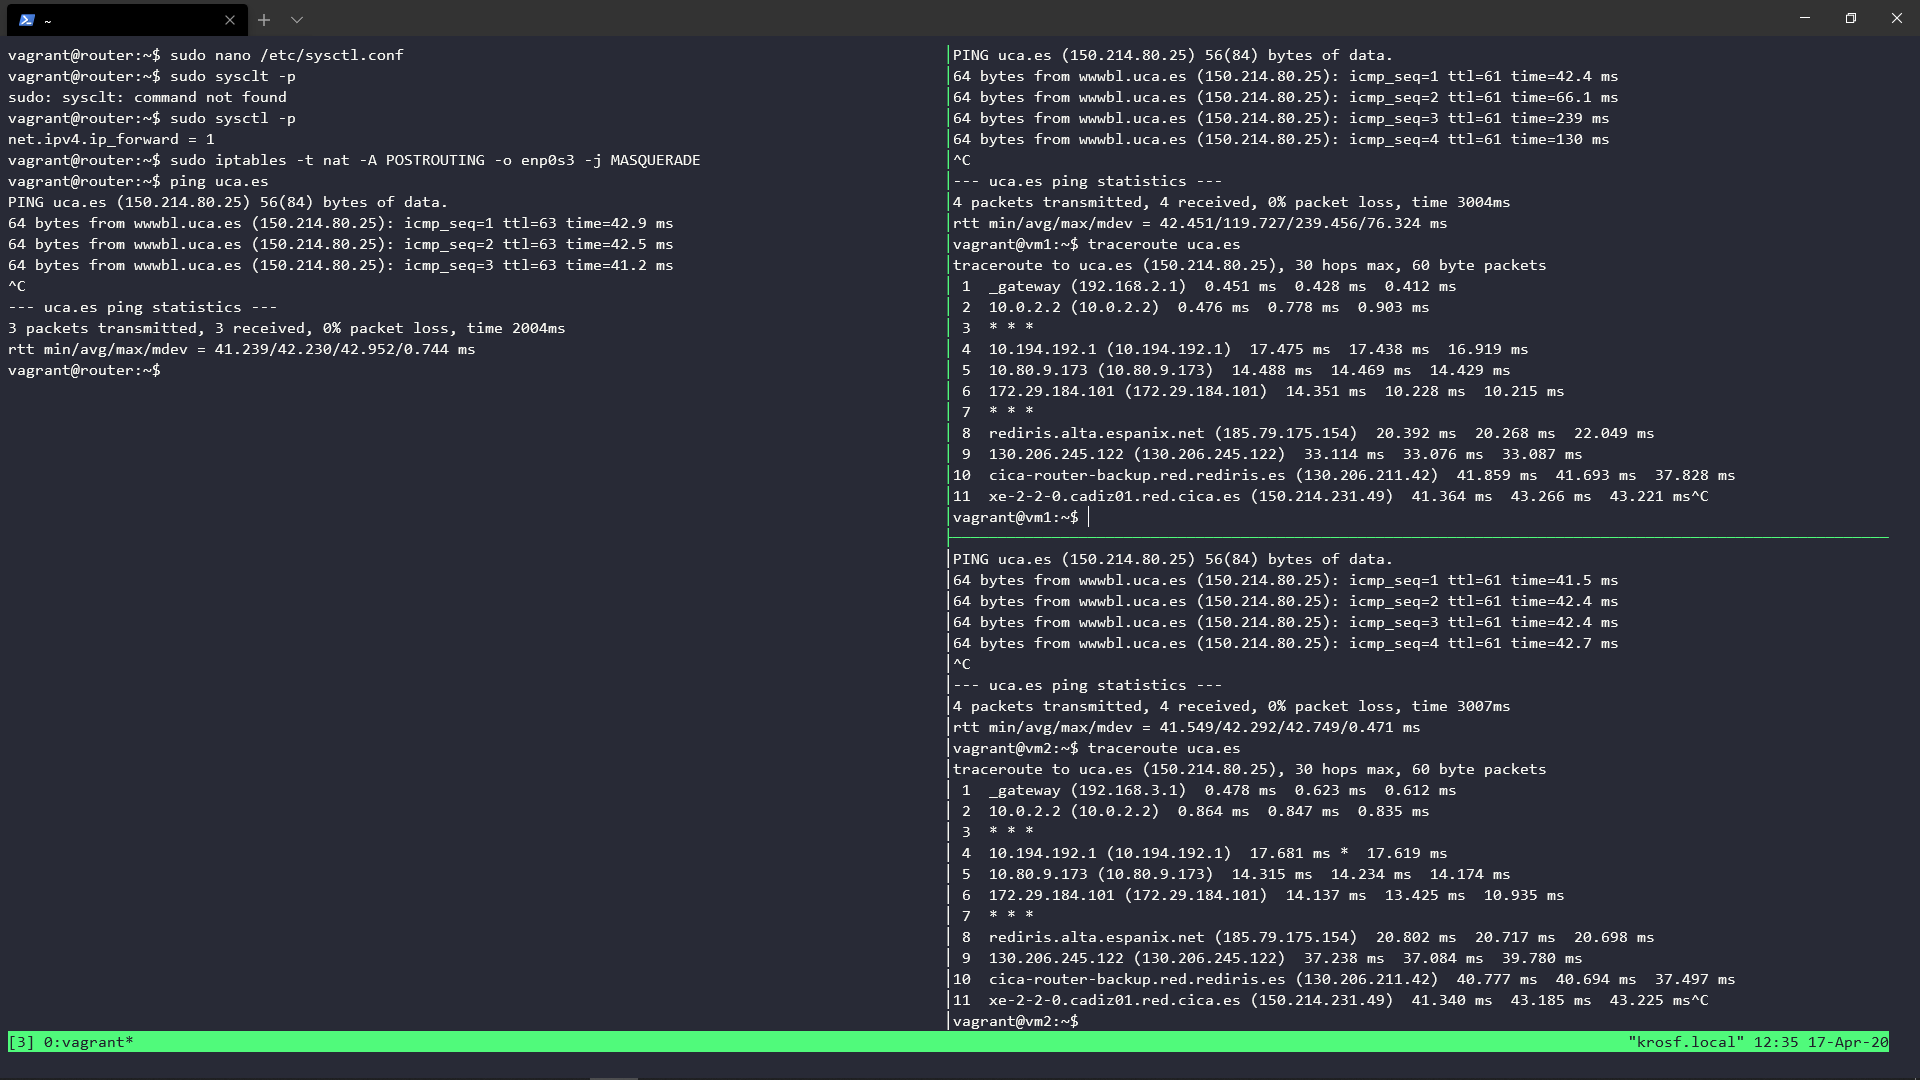 ~
vagrant@router:~$ sudo nano /etc/sysctl.conf
vagrant@router:~$ sudo sysclt -p
sudo: sysclt: command not found
vagrant@router:~$ sudo sysctl -p
net.ipv4.ip_forward = 1
vagrant@router:~$ sudo iptables -t nat -A POSTROUTING -o enp0s3 -j MASQUERADE
vagrant@router:~$ ping uca.es
PING uca.es (150.214.80.25) 56(84) bytes of data.
64 bytes from wwwbl.uca.es (150.214.80.25): icmp_seq=1 ttl=63 time=42.9 ms
64 bytes from wwwbl.uca.es (150.214.80.25): icmp_seq=2 ttl=63 time=42.5 ms
64 bytes from wwwbl.uca.es (150.214.80.25): icmp_seq=3 ttl=63 time=41.2 ms
^C
--- uca.es ping statistics ---
3 packets transmitted, 3 received, 0% packet loss, time 2004ms
rtt min/avg/max/mdev = 41.239/42.230/42.952/0.744 ms
vagrant@router:~$
PING uca.es (150.214.80.25) 56(84) bytes of data.
64 bytes from wwwbl.uca.es (150.214.80.25): icmp_seq=1 ttl=61 time=42.4 ms
64 bytes from wwwbl.uca.es (150.214.80.25): icmp_seq=2 ttl=61 time=66.1 ms
64 bytes from wwwbl.uca.es (150.214.80.25): icmp_seq=3 ttl=61 time=239 ms
64 bytes from wwwbl.uca.es (150.214.80.25): icmp_seq=4 ttl=61 time=130 ms
^C
--- uca.es ping statistics ---
4 packets transmitted, 4 received, 0% packet loss, time 3004ms
rtt min/avg/max/mdev = 42.451/119.727/239.456/76.324 ms
vagrant@vm1:~$ traceroute uca.es
traceroute to uca.es (150.214.80.25), 30 hops max, 60 byte packets
1 _gateway (192.168.2.1) 0.451 ms 0.428 ms 0.412 ms
2 10.0.2.2 (10.0.2.2) 0.476 ms 0.778 ms 0.903 ms
3 * * *
4 10.194.192.1 (10.194.192.1) 17.475 ms 17.438 ms 16.919 ms
5 10.80.9.173 (10.80.9.173) 14.488 ms 14.469 ms 14.429 ms
6 172.29.184.101 (172.29.184.101) 14.351 ms 10.228 ms 10.215 ms
7 * * *
8 rediris.alta.espanix.net (185.79.175.154) 20.392 ms 20.268 ms 22.049 ms
9 130.206.245.122 (130.206.245.122) 33.114 ms 33.076 ms 33.087 ms
10 cica-router-backup.red.rediris.es (130.206.211.42) 41.859 ms 41.693 ms 37.828 ms
11 xe-2-2-0.cadiz01.red.cica.es (150.214.231.49) 41.364 ms 43.266 ms 43.221 ms^C
vagrant@vm1:~$
PING uca.es (150.214.80.25) 56(84) bytes of data.
64 bytes from wwwbl.uca.es (150.214.80.25): icmp_seq=1 ttl=61 time=41.5 ms
64 bytes from wwwbl.uca.es (150.214.80.25): icmp_seq=2 ttl=61 time=42.4 ms
64 bytes from wwwbl.uca.es (150.214.80.25): icmp_seq=3 ttl=61 time=42.4 ms
64 bytes from wwwbl.uca.es (150.214.80.25): icmp_seq=4 ttl=61 time=42.7 ms
^C
--- uca.es ping statistics ---
4 packets transmitted, 4 received, 0% packet loss, time 3007ms
rtt min/avg/max/mdev = 41.549/42.292/42.749/0.471 ms
vagrant@vm2:~$ traceroute uca.es
traceroute to uca.es (150.214.80.25), 30 hops max, 60 byte packets
1 _gateway (192.168.3.1) 0.478 ms 0.623 ms 0.612 ms
2 10.0.2.2 (10.0.2.2) 0.864 ms 0.847 ms 0.835 ms
3 * * *
4 10.194.192.1 (10.194.192.1) 17.681 ms * 17.619 ms
5 10.80.9.173 (10.80.9.173) 14.315 ms 14.234 ms 14.174 ms
6 172.29.184.101 (172.29.184.101) 14.137 ms 13.425 ms 10.935 ms
7 * * *
8 rediris.alta.espanix.net (185.79.175.154) 20.802 ms 20.717 ms 20.698 ms
9 130.206.245.122 (130.206.245.122) 37.238 ms 37.084 ms 39.780 ms
10 cica-router-backup.red.rediris.es (130.206.211.42) 40.777 ms 40.694 ms 37.497 ms
11 xe-2-2-0.cadiz01.red.cica.es (150.214.231.49) 41.340 ms 43.185 ms 43.225 ms^C
vagrant@vm2:~$
[3] 0:vagrant* "krosf.local" 12:35 17-Apr-20